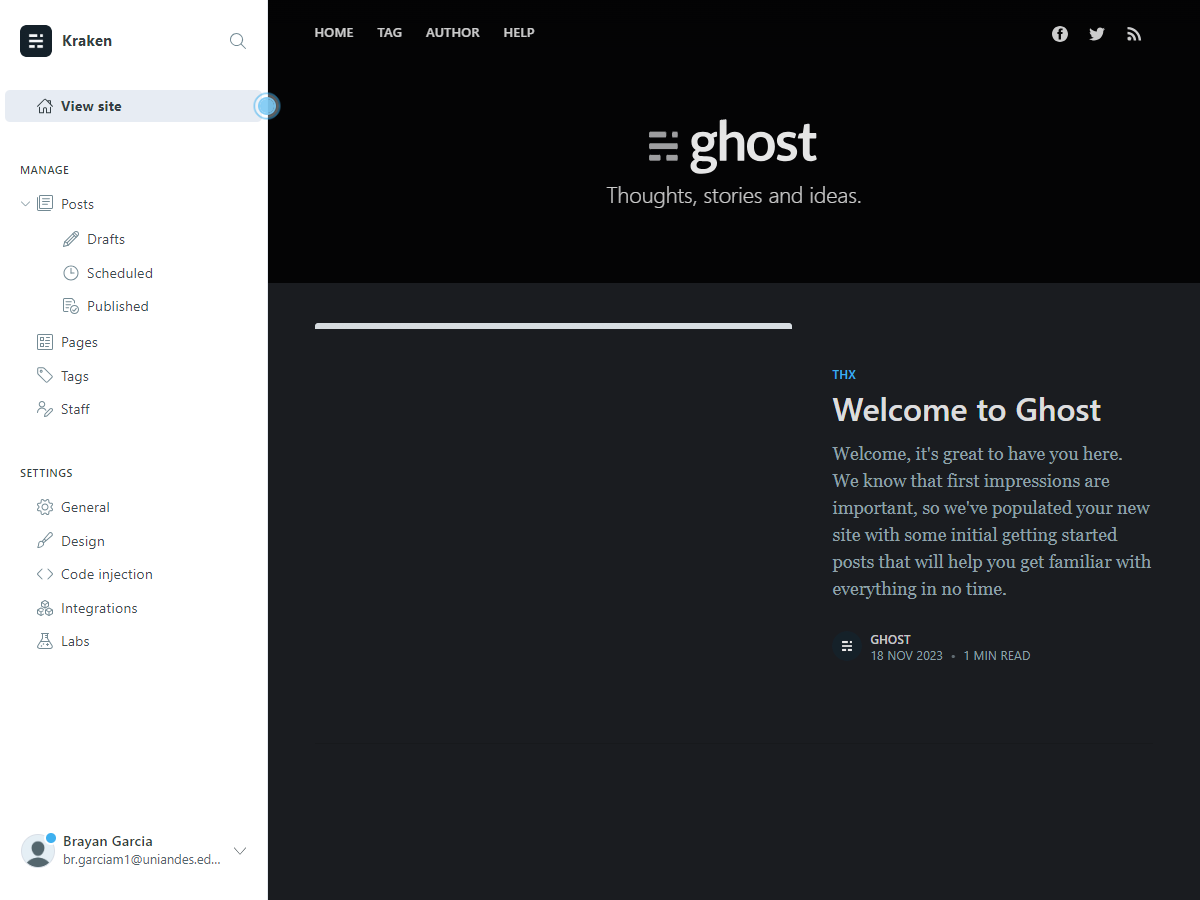 Kraken
View site
MANAGE
Posts
Drafts
Scheduled
Published
Pages
Tags
Staff
SETTINGS
General
Design
Code injection
Integrations
Labs
Brayan Garcia
br.garciam1@uniandes.ed...
HOME TAG AUTHOR HELP
ghost
Thoughts, stories and ideas.
THX
Welcome to Ghost
Welcome, it's great to have you here.
We know that first impressions are
important, so we've populated your new
site with some initial getting started
posts that will help you get familiar with
everything in no time.
GHOST
18 NOV 2023 • 1 MIN READ